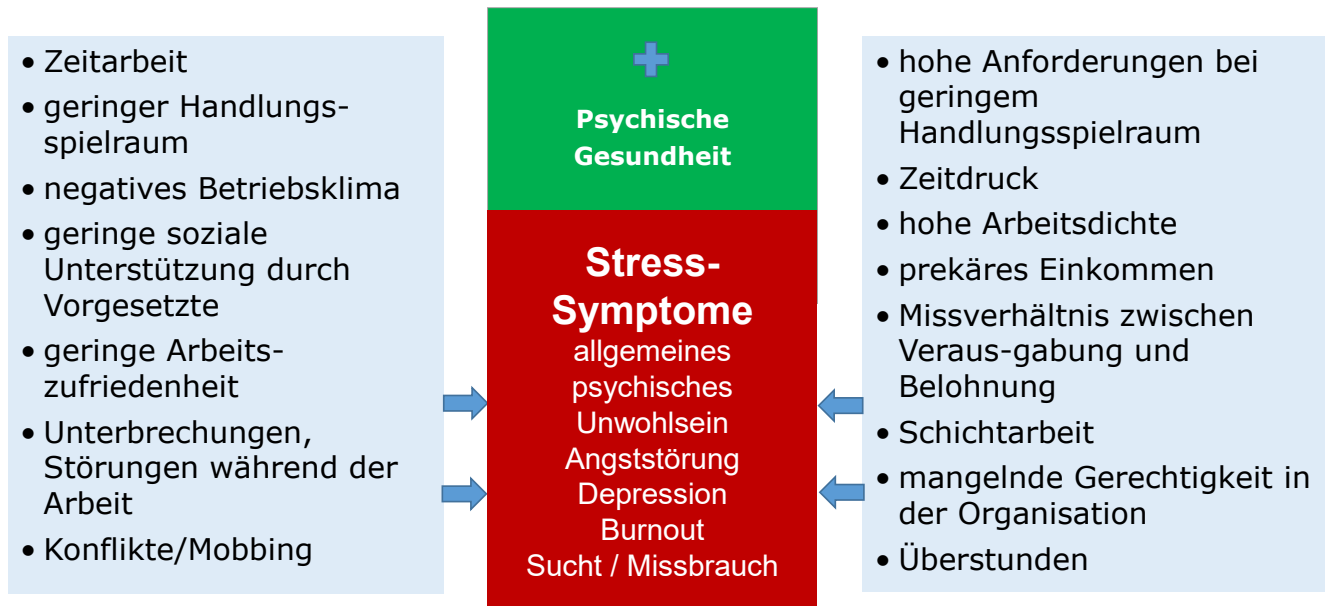 • Zeitarbeit
• geringer Handlungs-
spielraum
• negatives Betriebsklima
• geringe soziale
Unterstützung durch
Vorgesetzte
• geringe Arbeits-
zufriedenheit
• Unterbrechungen,
Störungen während der
Arbeit
• Konflikte/Mobbing
Psychische
Gesundheit
Stress-
Symptome
allgemeines
psychisches
Unwohlsein
Angststörung
Depression
Burnout
Sucht / Missbrauch
• hohe Anforderungen bei
geringem
Handlungsspielraum
• Zeitdruck
• hohe Arbeitsdichte
• prekäres Einkommen
• Missverhältnis zwischen
Veraus-gabung und
Belohnung
• Schichtarbeit
• mangelnde Gerechtigkeit in
der Organisation
• Überstunden